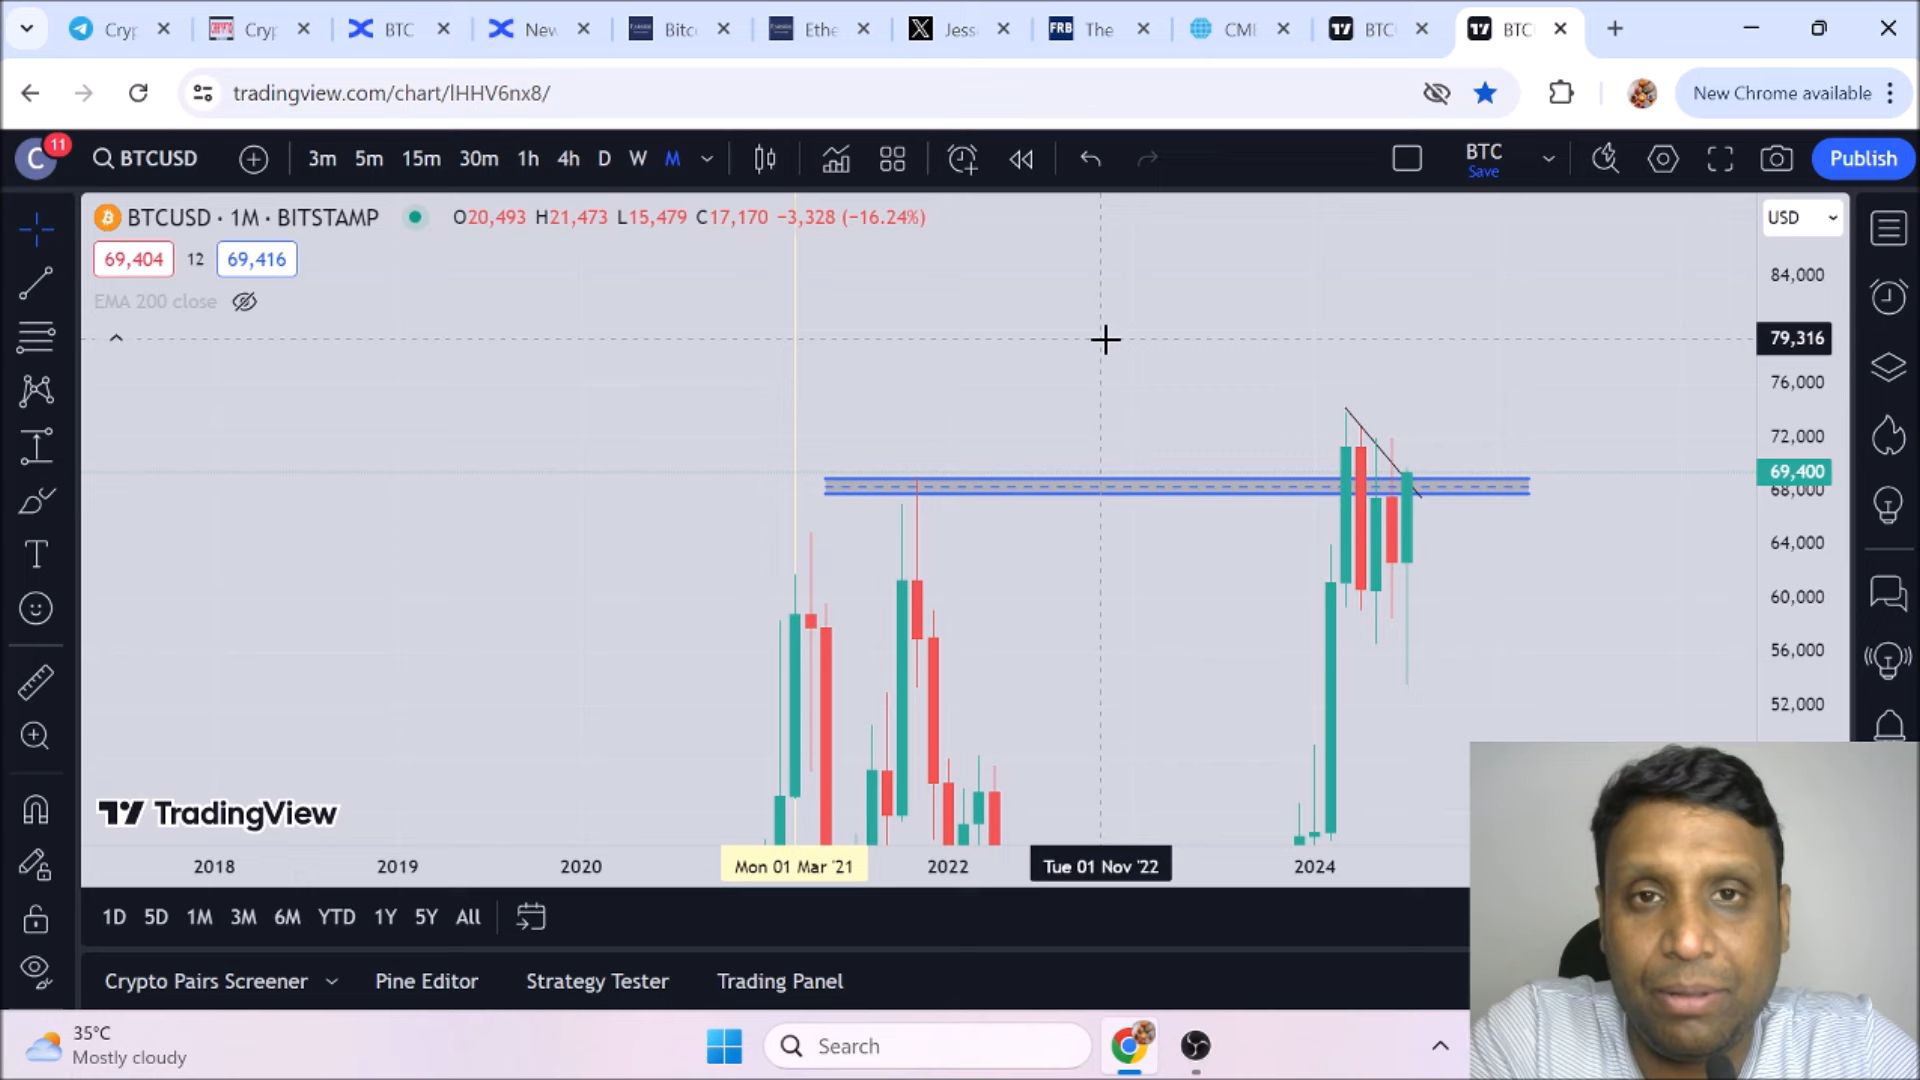 Cryp
Cryp
BTC
New
Bitc
Ethe
Jess
FRB
The
CMI
BTC
BTC
tradingview.com/chart/lHHV6nx8/
New Chrome available
C
11
BTCUSD
3m 5m 15m 30m 1h 4h D W M
BTC
Save
Publish
BTCUSD · 1M · BITSTAMP
O20,493 H21,473 L15,479 C17,170 −3,328 (−16.24%)
USD
69,404 12 69,416
EMA 200 close
84,000
79,316
76,000
72,000
69,400
68,000
64,000
60,000
56,000
52,000
TradingView
2018 2019 2020 Mon 01 Mar '21 2022 Tue 01 Nov '22 2024
1D 5D 1M 3M 6M YTD 1Y 5Y All
Crypto Pairs Screener Pine Editor Strategy Tester Trading Panel
35°C
Mostly cloudy
Search